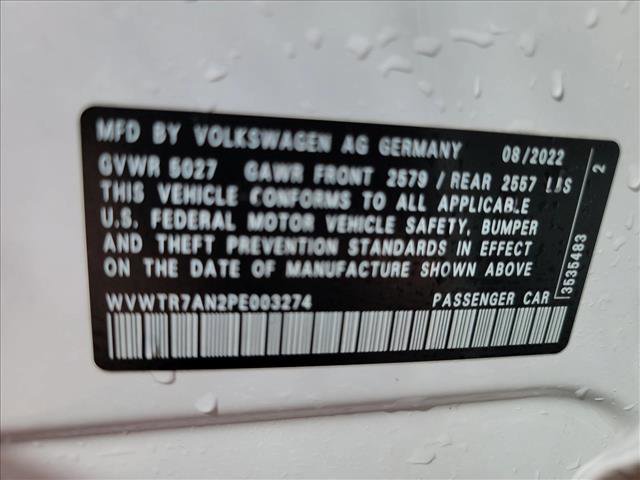 MFD BY VOLKSWAGEN AG GERMANY 08/2022
GVWR 5027 GAWR FRONT 2579 / REAR 2557 LBS
THIS VEHICLE CONFORMS TO ALL APPLICABLE
U.S. FEDERAL MOTOR VEHICLE SAFETY, BUMPER
AND THEFT PREVENTION STANDARDS IN EFFECT
ON THE DATE OF MANUFACTURE SHOWN ABOVE
WVWTR7AN2PE003274 PASSENGER CAR
3535483 2